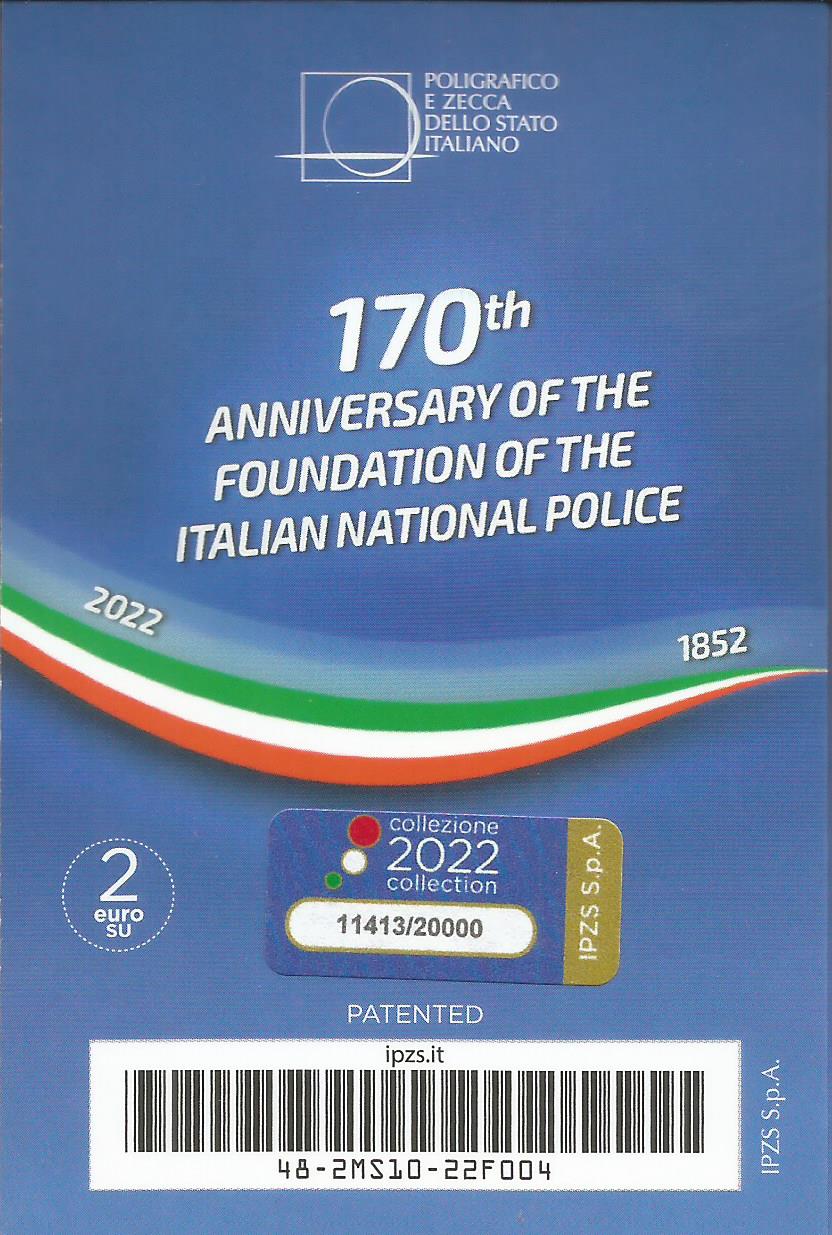 POLIGRAFICO
E ZECCA
DELLO STATO
ITALIANO
170th
ANNIVERSARY OF THE
FOUNDATION OF THE
ITALIAN NATIONAL POLICE
2022
1852
collezione
2022
collection
11413/20000
IPZS S.p.A.
2
euro
SU
PATENTED
ipzs.it
48-2MS10-22F004
IPZS S.p.A.